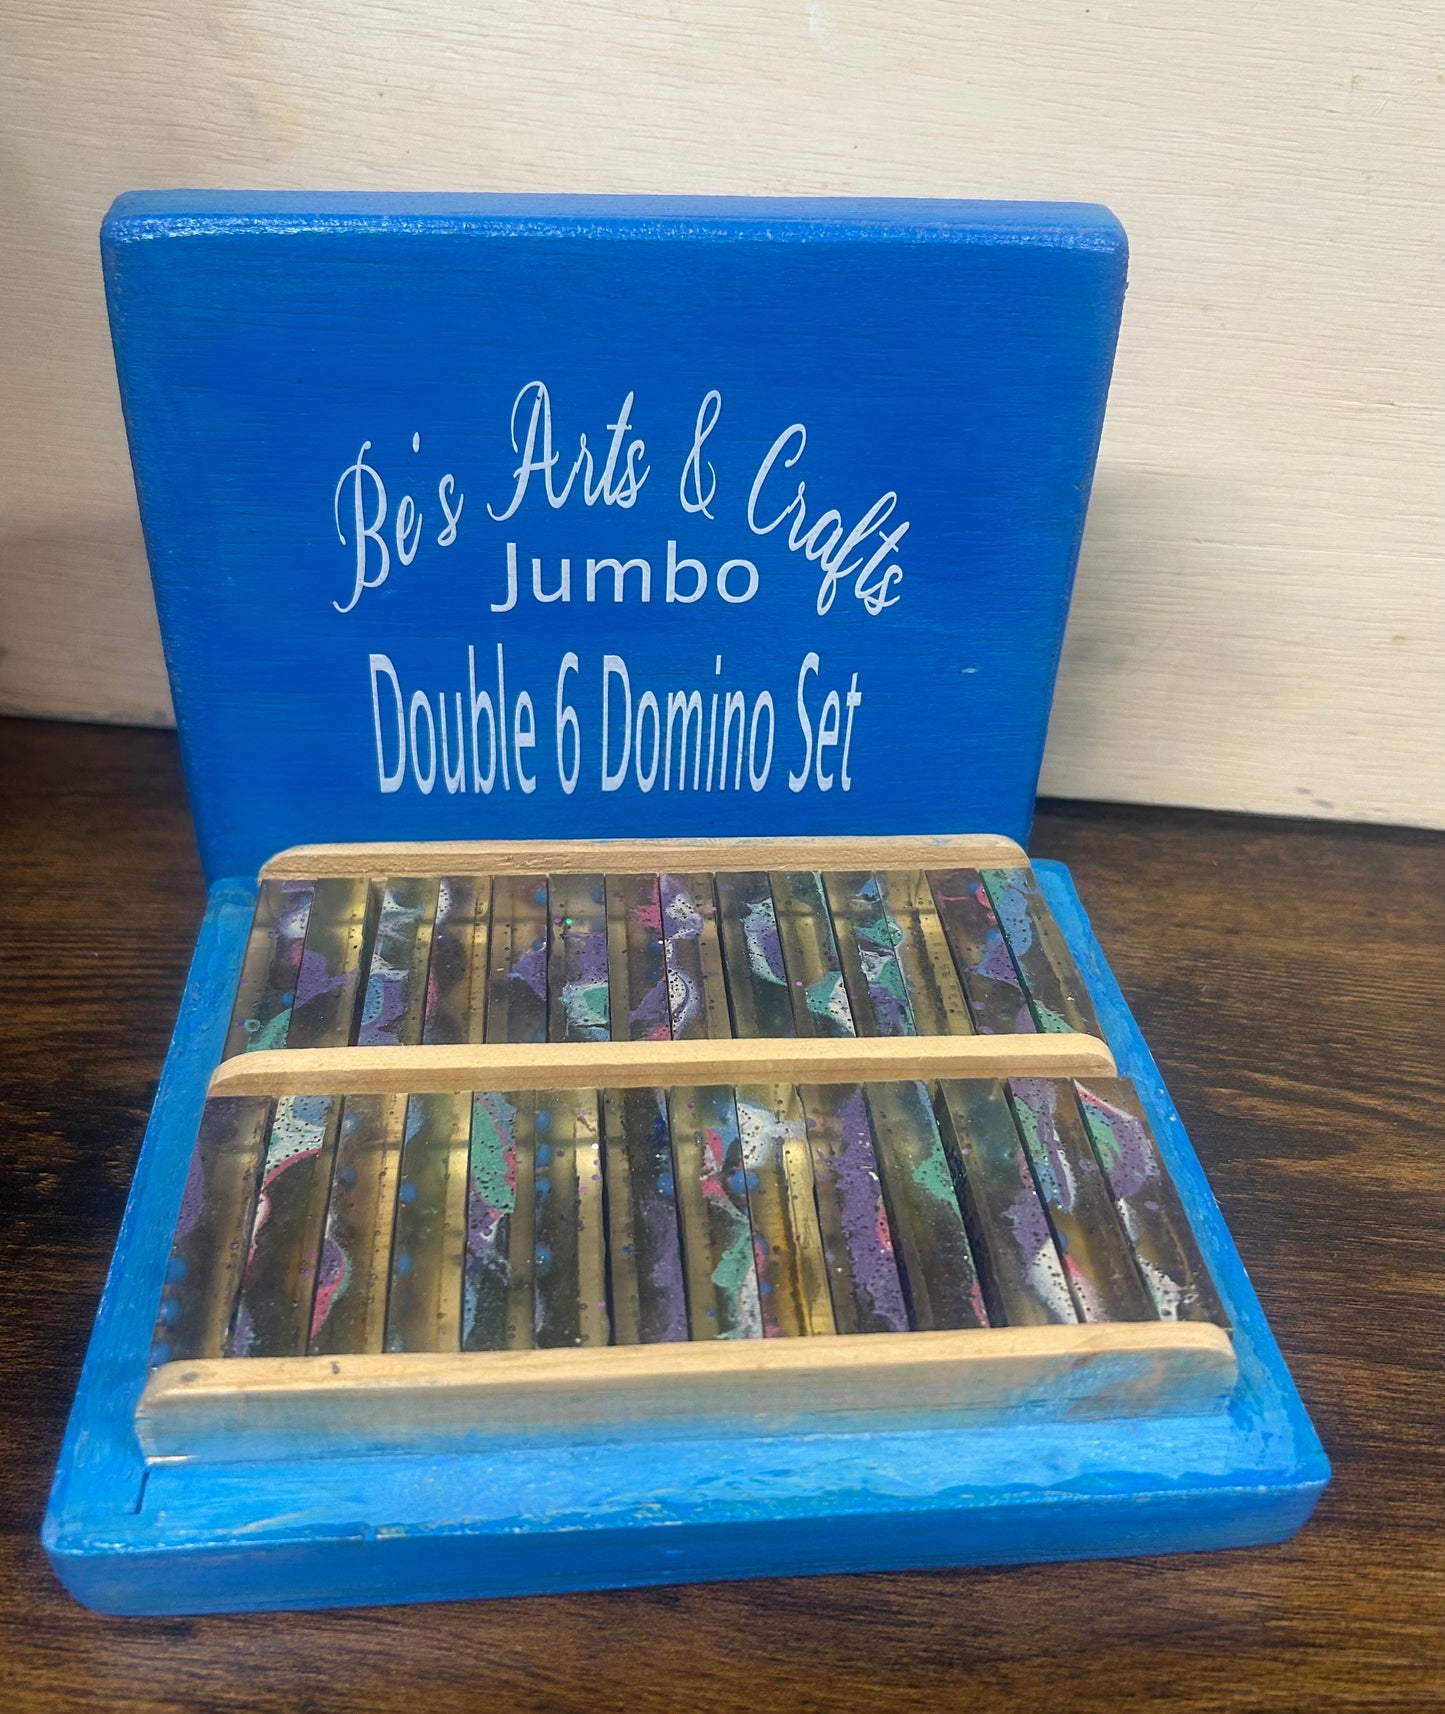 Be's Arts & Crafts
Jumbo
Double 6 Domino Set